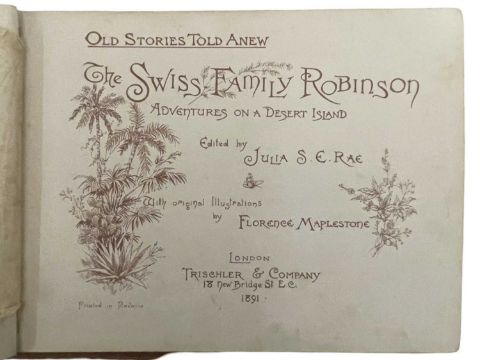 OLD STORIES TOLD ANEW
The SWISS FAMILY ROBINSON
ADVENTURES ON A DESERT ISLAND
Edited by
JULIA S. E. RAE
With original Illustrations
by FLORENCE MAPLESTONE
LONDON
TRISCHLER & COMPANY
18 New Bridge St E.C.
1891
Printed in Bavaria